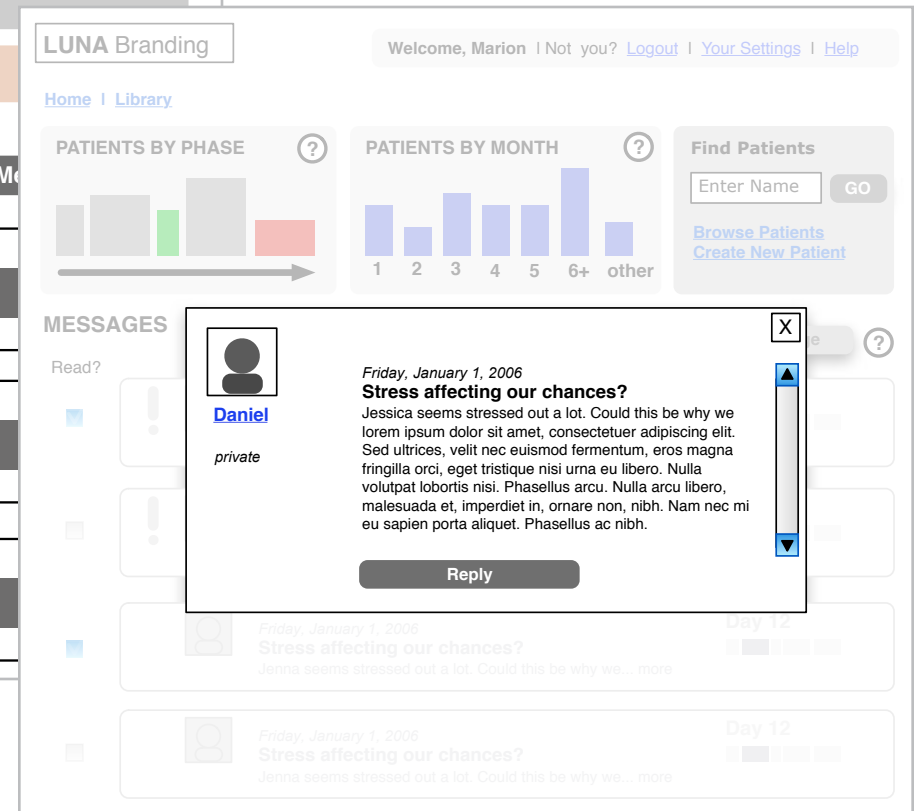 LUNA Branding
Welcome, Marion | Not you? Logout | Your Settings | Help
Home | Library
PATIENTS BY PHASE ?
PATIENTS BY MONTH ?
1 2 3 4 5 6+ other
Find Patients
Enter Name GO
Browse Patients
Create New Patient
MESSAGES
?
Read?
X
Daniel
private
Friday, January 1, 2006
Stress affecting our chances?
Jessica seems stressed out a lot. Could this be why we
lorem ipsum dolor sit amet, consectetuer adipiscing elit.
Sed ultrices, velit nec euismod fermentum, eros magna
fringilla orci, eget tristique nisi urna eu libero. Nulla
volutpat lobortis nisi. Phasellus arcu. Nulla arcu libero,
malesuada et, imperdiet in, ornare non, nibh. Nam nec mi
eu sapien porta aliquet. Phasellus ac nibh.
Reply
!
!
Friday, January 1, 2006
Stress affecting our chances?
Jenna seems stressed out a lot. Could this be why we... more
Day 12
Friday, January 1, 2006
Stress affecting our chances?
Jenna seems stressed out a lot. Could this be why we... more
Day 12